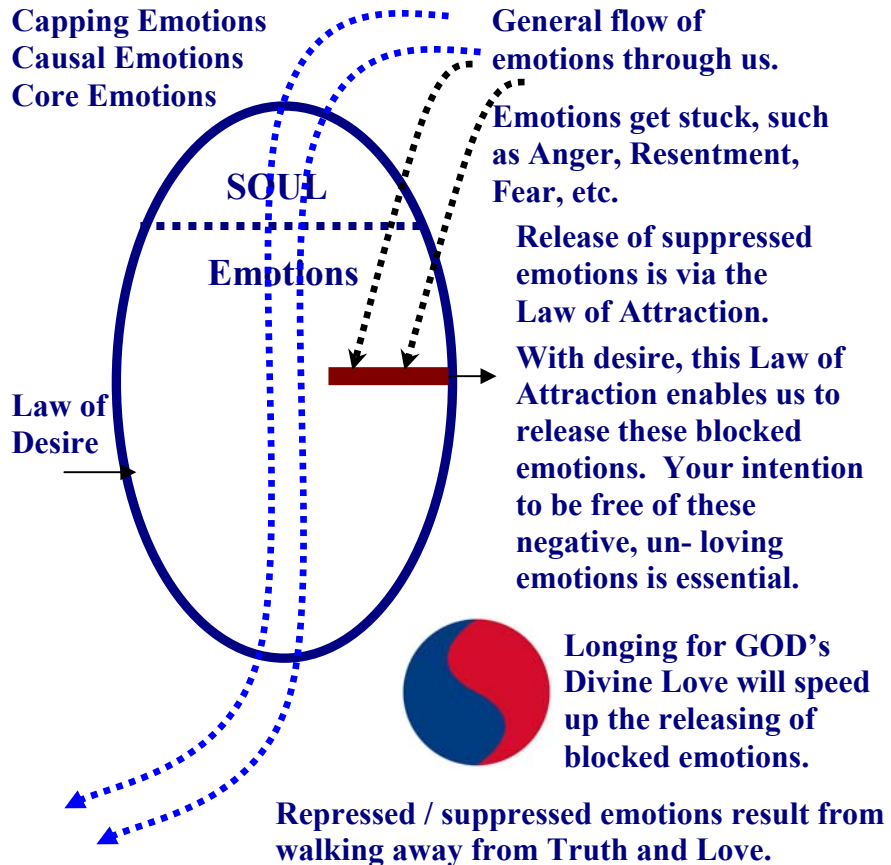 Capping Emotions
Causal Emotions
Core Emotions
General flow of
emotions through us.
Emotions get stuck, such
as Anger, Resentment,
Fear, etc.
SOUL
Emotions
Release of suppressed
emotions is via the
Law of Attraction.
With desire, this Law of
Attraction enables us to
release these blocked
emotions.  Your intention
to be free of these
negative, un- loving
emotions is essential.
Law of
Desire
Longing for GOD's
Divine Love will speed
up the releasing of
blocked emotions.
Repressed / suppressed emotions result from
walking away from Truth and Love.